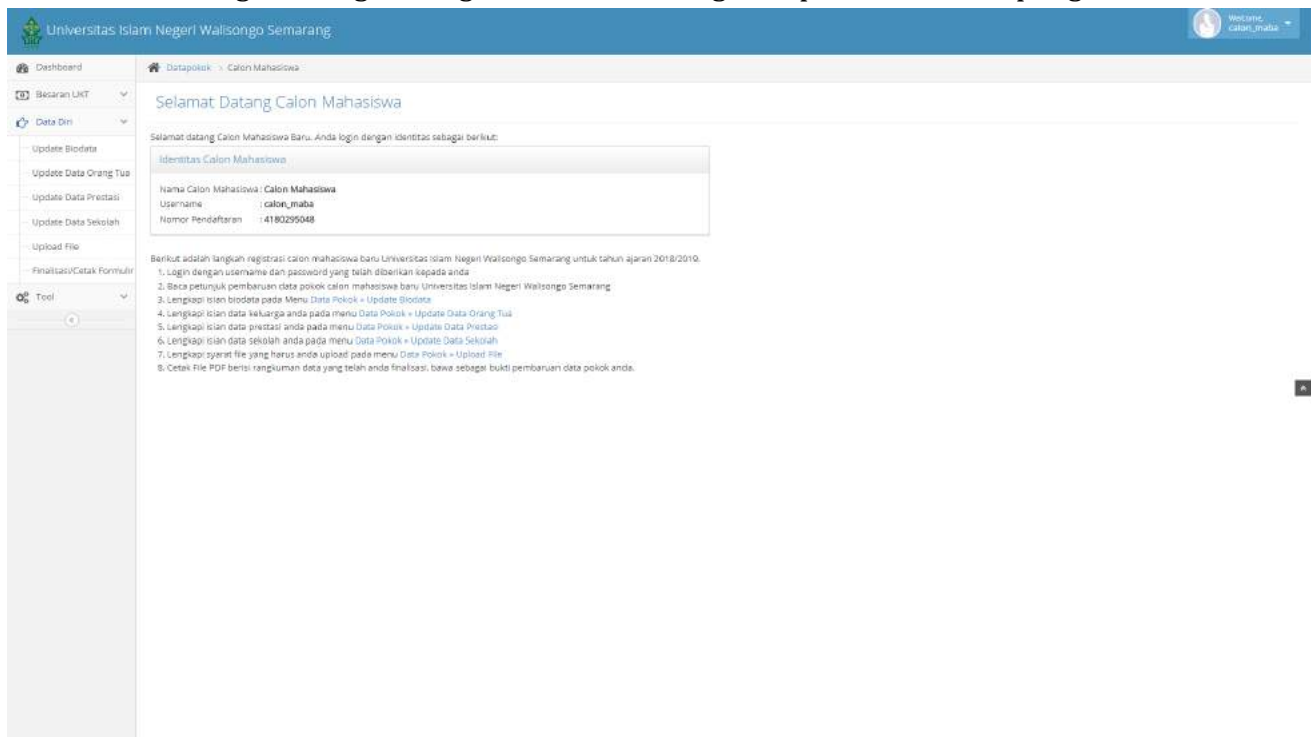 Universitas Islam Negeri Walisongo Semarang
Welcome,
calon_maba
Dashboard
Besaran UKT
Data Diri
Update Biodata
Update Data Orang Tua
Update Data Prestasi
Update Data Sekolah
Upload File
Finalisasi/Cetak Formulir
Tool
Datapokok > Calon Mahasiswa
Selamat Datang Calon Mahasiswa
Selamat datang Calon Mahasiswa Baru. Anda login dengan identitas sebagai berikut:
Identitas Calon Mahasiswa
Nama Calon Mahasiswa : Calon Mahasiswa
Username : calon_maba
Nomor Pendaftaran : 4180295048
Berikut adalah langkah registrasi calon mahasiswa baru Universitas Islam Negeri Walisongo Semarang untuk tahun ajaran 2018/2019.
1. Login dengan username dan password yang telah diberikan kepada anda
2. Baca petunjuk pembaruan data pokok calon mahasiswa baru Universitas Islam Negeri Walisongo Semarang
3. Lengkapi isian biodata pada Menu Data Pokok » Update Biodata
4. Lengkapi isian data keluarga anda pada menu Data Pokok » Update Data Orang Tua
5. Lengkapi isian data prestasi anda pada menu Data Pokok » Update Data Prestasi
6. Lengkapi isian data sekolah anda pada menu Data Pokok » Update Data Sekolah
7. Lengkapi syarat file yang harus anda upload pada menu Data Pokok » Upload File
8. Cetak File PDF berisi rangkuman data yang telah anda finalisasi, bawa sebagai bukti pembaruan data pokok anda.